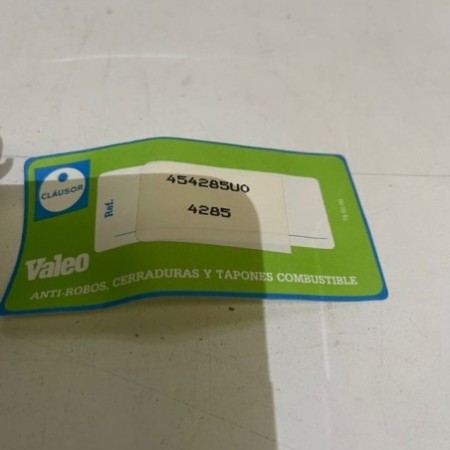 CLAUSOR
Ref.
454285U0
4285
Valeo
ANTI-ROBOS, CERRADURAS Y TAPONES COMBUSTIBLE